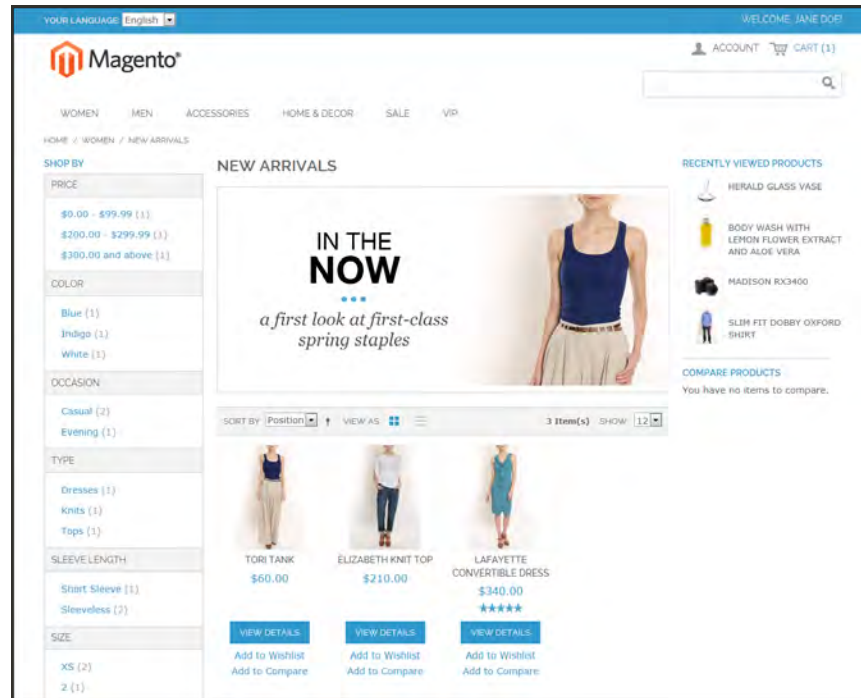 YOUR LANGUAGE: English
WELCOME, JANE DOE!
Magento®
ACCOUNT CART (1)
WOMEN MEN ACCESSORIES HOME & DECOR SALE VIP
HOME / WOMEN / NEW ARRIVALS
SHOP BY
PRICE
$0.00 - $99.99 (1)
$200.00 - $299.99 (1)
$300.00 and above (1)
COLOR
Blue (1)
Indigo (1)
White (1)
OCCASION
Casual (2)
Evening (1)
TYPE
Dresses (1)
Knits (1)
Tops (1)
SLEEVE LENGTH
Short Sleeve (1)
Sleeveless (2)
SIZE
XS (2)
2 (1)
NEW ARRIVALS
IN THE
NOW
a first look at first-class
spring staples
SORT BY Position VIEW AS 3 Item(s) SHOW 12
TORI TANK
$60.00
VIEW DETAILS
Add to Wishlist
Add to Compare
ELIZABETH KNIT TOP
$210.00
VIEW DETAILS
Add to Wishlist
Add to Compare
LAFAYETTE
CONVERTIBLE DRESS
$340.00
VIEW DETAILS
Add to Wishlist
Add to Compare
RECENTLY VIEWED PRODUCTS
HERALD GLASS VASE
BODY WASH WITH
LEMON FLOWER EXTRACT
AND ALOE VERA
MADISON RX3400
SLIM FIT DOBBY OXFORD
SHIRT
COMPARE PRODUCTS
You have no items to compare.